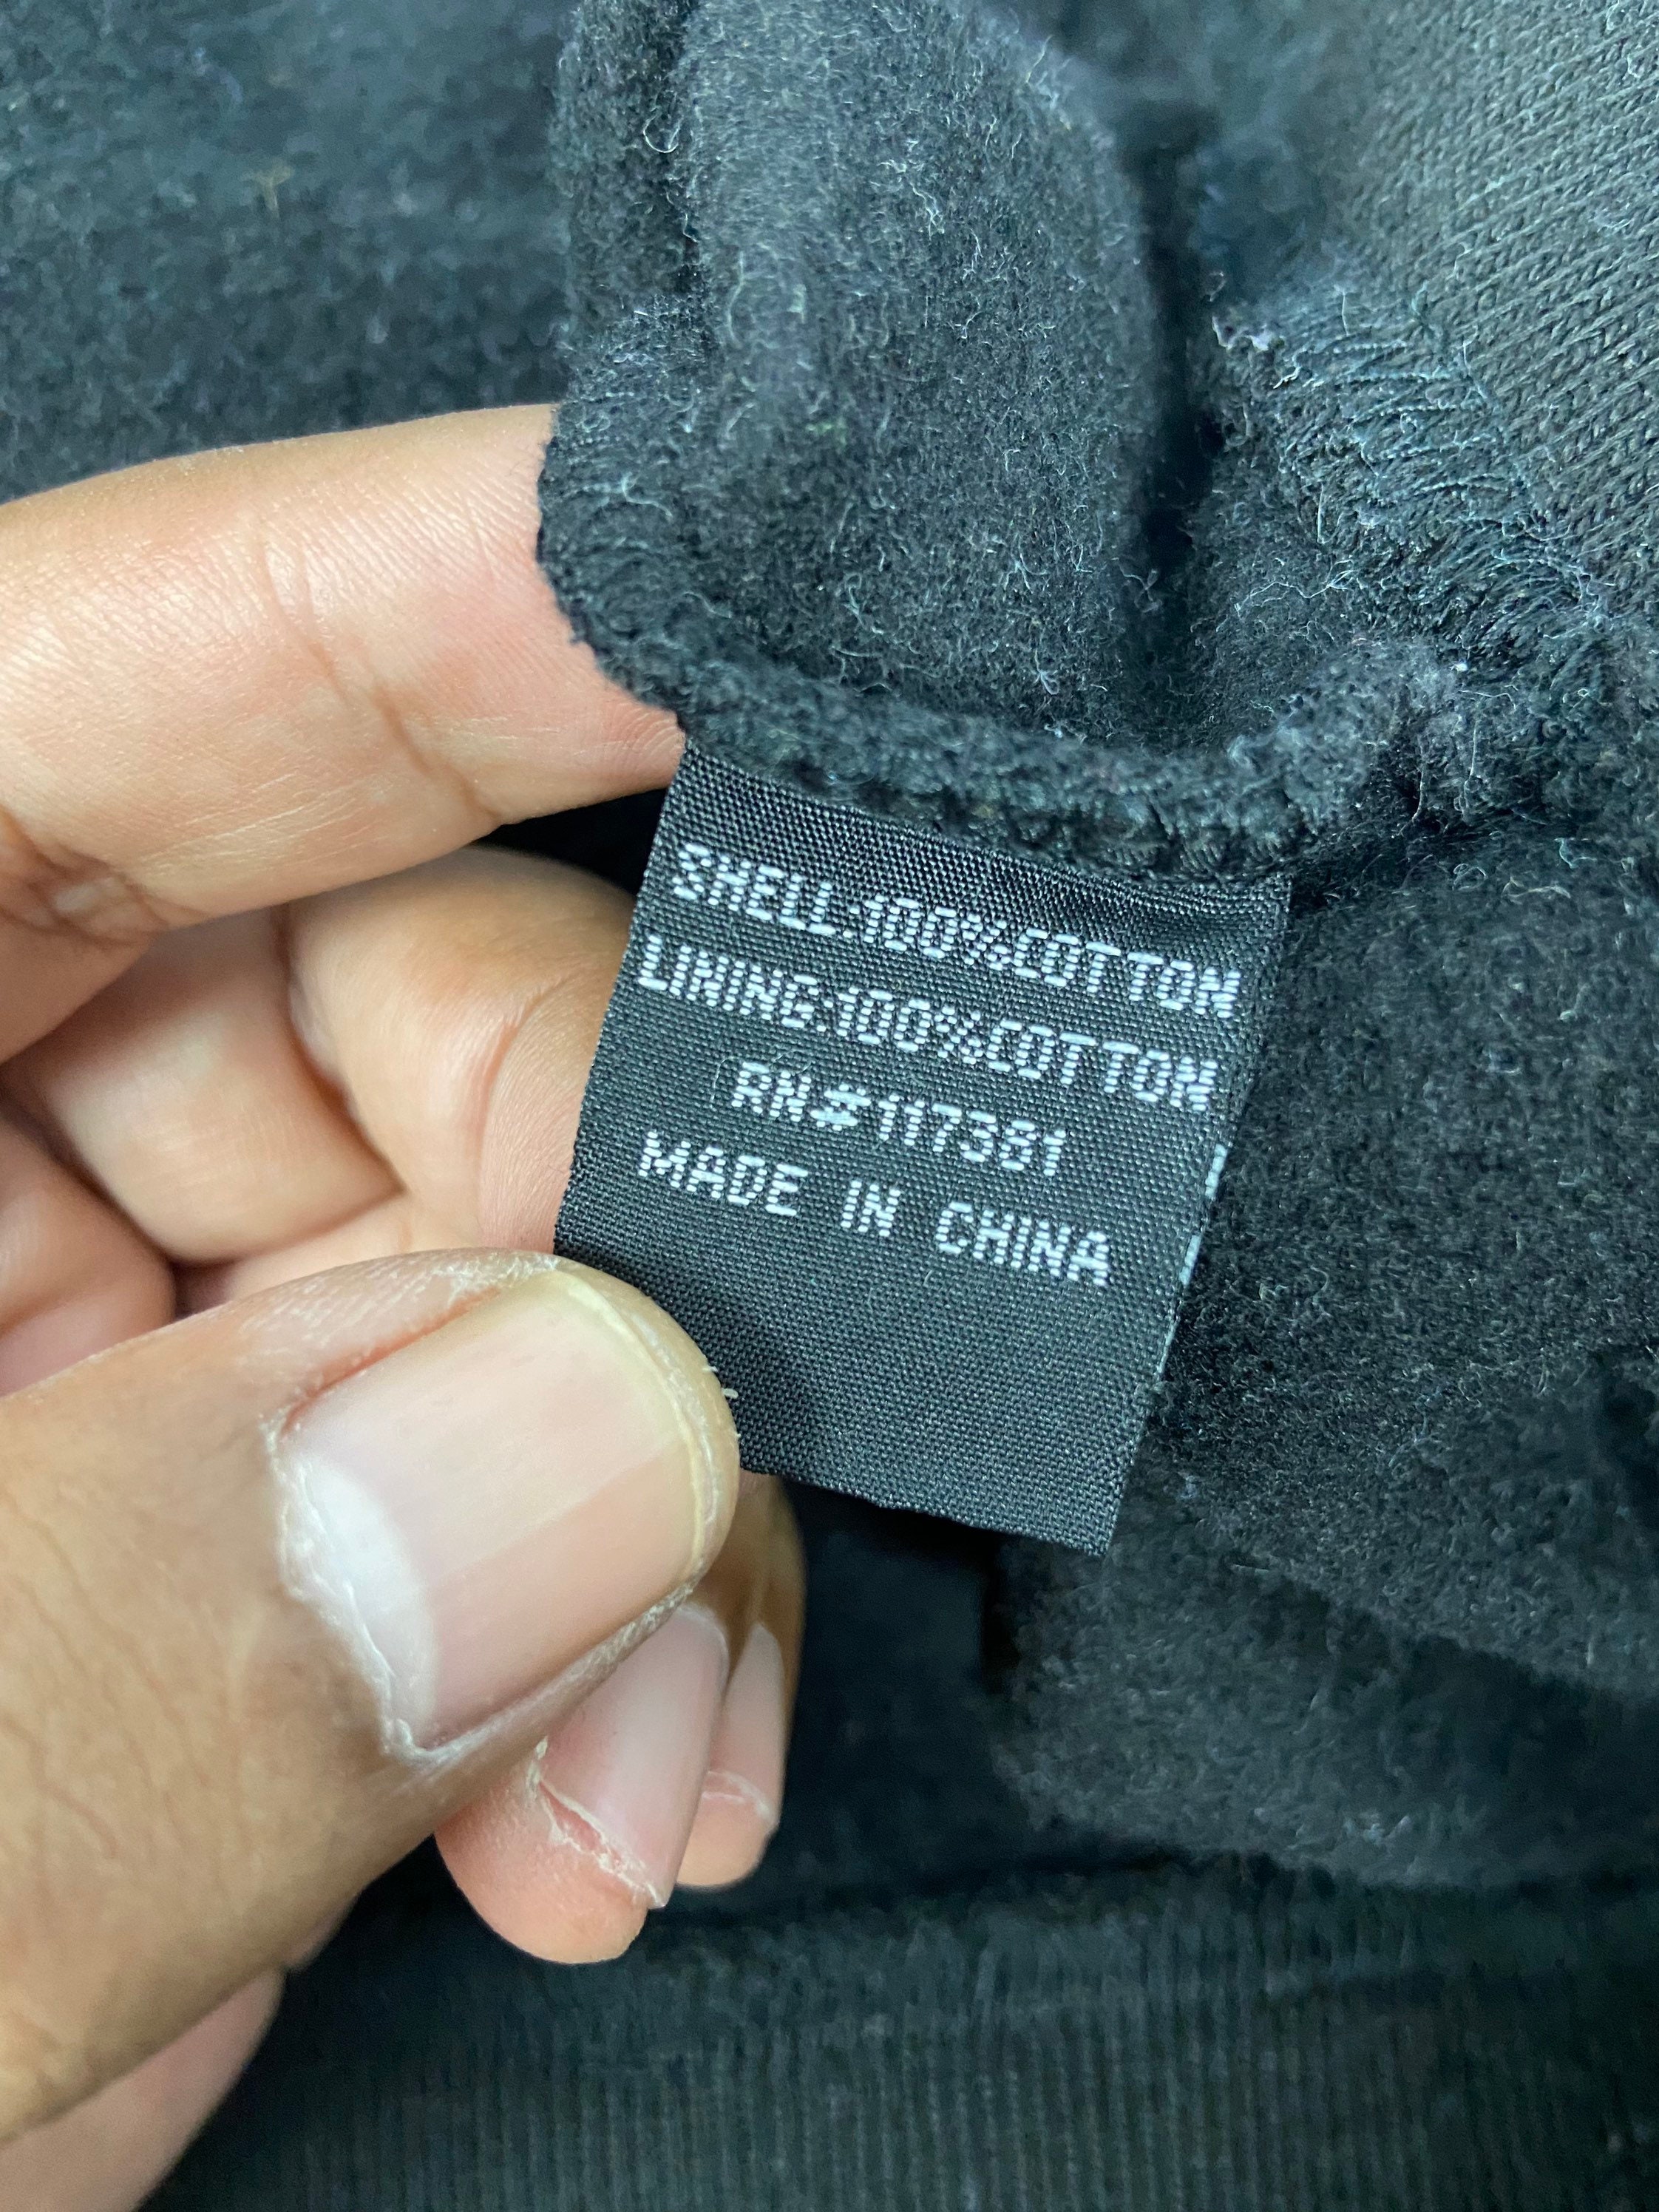 SHELL:100%COTTON
LINING:100%COTTON
RN#117381
MADE IN CHINA